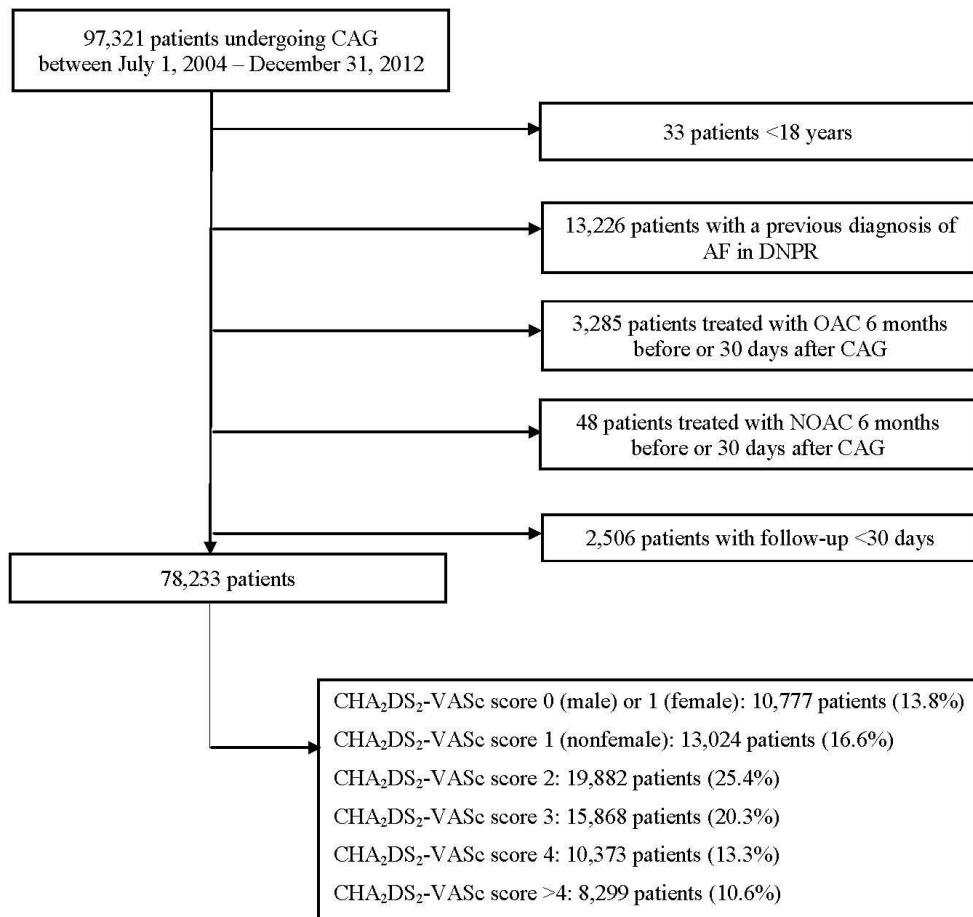 97,321 patients undergoing CAG
between July 1, 2004 – December 31, 2012
33 patients <18 years
13,226 patients with a previous diagnosis of
AF in DNPR
3,285 patients treated with OAC 6 months
before or 30 days after CAG
48 patients treated with NOAC 6 months
before or 30 days after CAG
2,506 patients with follow-up <30 days
78,233 patients
CHA₂DS₂-VASc score 0 (male) or 1 (female): 10,777 patients (13.8%)
CHA₂DS₂-VASc score 1 (nonfemale): 13,024 patients (16.6%)
CHA₂DS₂-VASc score 2: 19,882 patients (25.4%)
CHA₂DS₂-VASc score 3: 15,868 patients (20.3%)
CHA₂DS₂-VASc score 4: 10,373 patients (13.3%)
CHA₂DS₂-VASc score >4: 8,299 patients (10.6%)